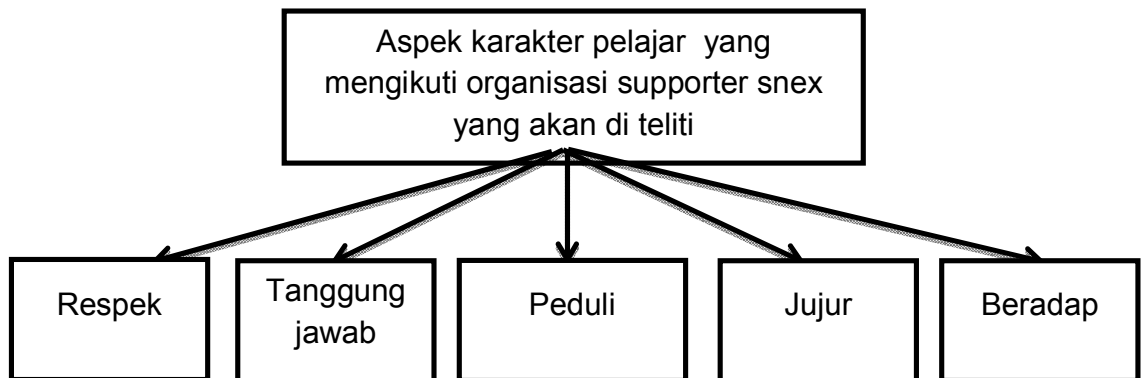 Aspek karakter pelajar yang
mengikuti organisasi supporter snex
yang akan di teliti
Respek
Tanggung
jawab
Peduli
Jujur
Beradap